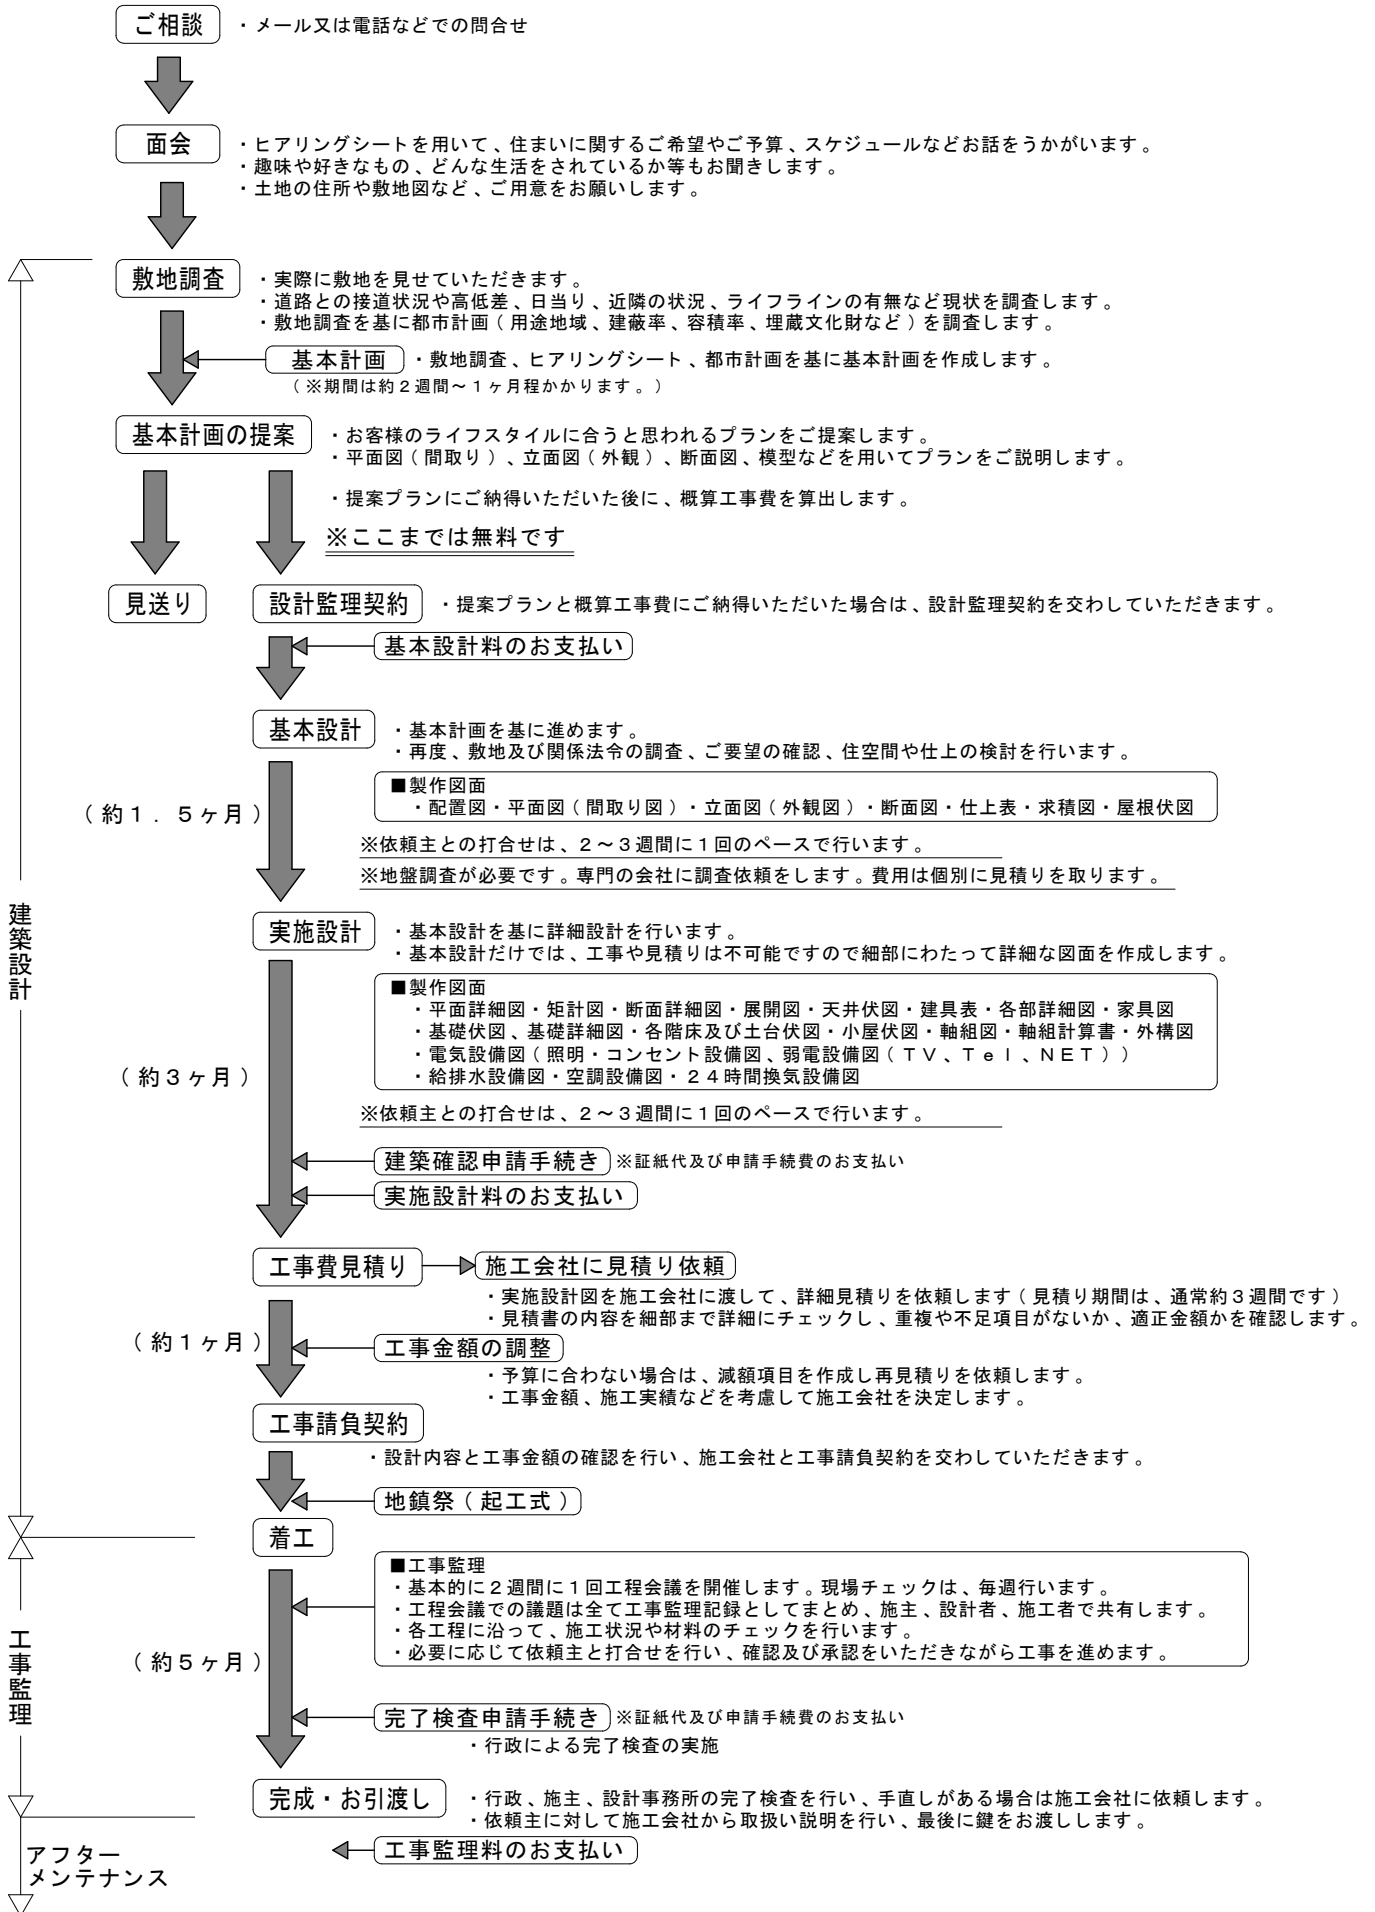 ご相談
・メール又は電話などでの問合せ
面会
・ヒアリングシートを用いて、住まいに関するご希望やご予算、スケジュールなどお話をうかがいます。
・趣味や好きなもの、どんな生活をされているか等もお聞きします。
・土地の住所や敷地図など、ご用意をお願いします。
敷地調査
・実際に敷地を見せていただきます。
・道路との接道状況や高低差、日当り、近隣の状況、ライフラインの有無など現状を調査します。
・敷地調査を基に都市計画(用途地域、建蔽率、容積率、埋蔵文化財など)を調査します。
基本計画
・敷地調査、ヒアリングシート、都市計画を基に基本計画を作成します。
(※期間は約2週間～1ヶ月程かかります。)
基本計画の提案
・お客様のライフスタイルに合うと思われるプランをご提案します。
・平面図(間取り)、立面図(外観)、断面図、模型などを用いてプランをご説明します。
・提案プランにご納得いただいた後に、概算工事費を算出します。
※ここまでは無料です
見送り
設計監理契約
・提案プランと概算工事費にご納得いただいた場合は、設計監理契約を交わしていただきます。
基本設計料のお支払い
基本設計
・基本計画を基に進めます。
・再度、敷地及び関係法令の調査、ご要望の確認、住空間や仕上の検討を行います。
■製作図面
・配置図・平面図(間取り図)・立面図(外観図)・断面図・仕上表・求積図・屋根伏図
(約1.5ヶ月)
※依頼主との打合せは、2～3週間に1回のペースで行います。
※地盤調査が必要です。専門の会社に調査依頼をします。費用は個別に見積りを取ります。
建築設計
実施設計
・基本設計を基に詳細設計を行います。
・基本設計だけでは、工事や見積りは不可能ですので細部にわたって詳細な図面を作成します。
■製作図面
・平面詳細図・矩計図・断面詳細図・展開図・天井伏図・建具表・各部詳細図・家具図
・基礎伏図、基礎詳細図・各階床及び土台伏図・小屋伏図・軸組図・軸組計算書・外構図
・電気設備図(照明・コンセント設備図、弱電設備図(TV、Tel、NET))
・給排水設備図・空調設備図・24時間換気設備図
(約3ヶ月)
※依頼主との打合せは、2～3週間に1回のペースで行います。
建築確認申請手続き
※証紙代及び申請手続費のお支払い
実施設計料のお支払い
工事費見積り
施工会社に見積り依頼
・実施設計図を施工会社に渡して、詳細見積りを依頼します(見積り期間は、通常約3週間です)
・見積書の内容を細部まで詳細にチェックし、重複や不足項目がないか、適正金額かを確認します。
(約1ヶ月)
工事金額の調整
・予算に合わない場合は、減額項目を作成し再見積りを依頼します。
・工事金額、施工実績などを考慮して施工会社を決定します。
工事請負契約
・設計内容と工事金額の確認を行い、施工会社と工事請負契約を交わしていただきます。
地鎮祭(起工式)
着工
■工事監理
・基本的に2週間に1回工程会議を開催します。現場チェックは、毎週行います。
・工程会議での議題は全て工事監理記録としてまとめ、施主、設計者、施工者で共有します。
・各工程に沿って、施工状況や材料のチェックを行います。
・必要に応じて依頼主と打合せを行い、確認及び承認をいただきながら工事を進めます。
工事監理
(約5ヶ月)
完了検査申請手続き
※証紙代及び申請手続費のお支払い
・行政による完了検査の実施
完成・お引渡し
・行政、施主、設計事務所の完了検査を行い、手直しがある場合は施工会社に依頼します。
・依頼主に対して施工会社から取扱い説明を行い、最後に鍵をお渡しします。
工事監理料のお支払い
アフター
メンテナンス